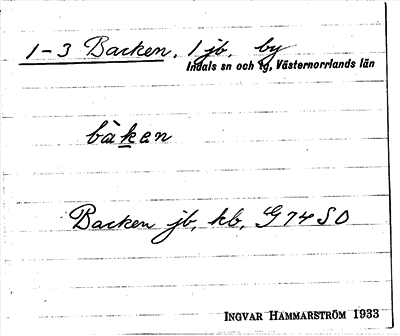 1-3 Backen, 1 jb, by
Indals sn och tg, Västernorrlands län
bàken
Backen jb, kb, G 74 S O
INGVAR HAMMARSTRÖM 1933